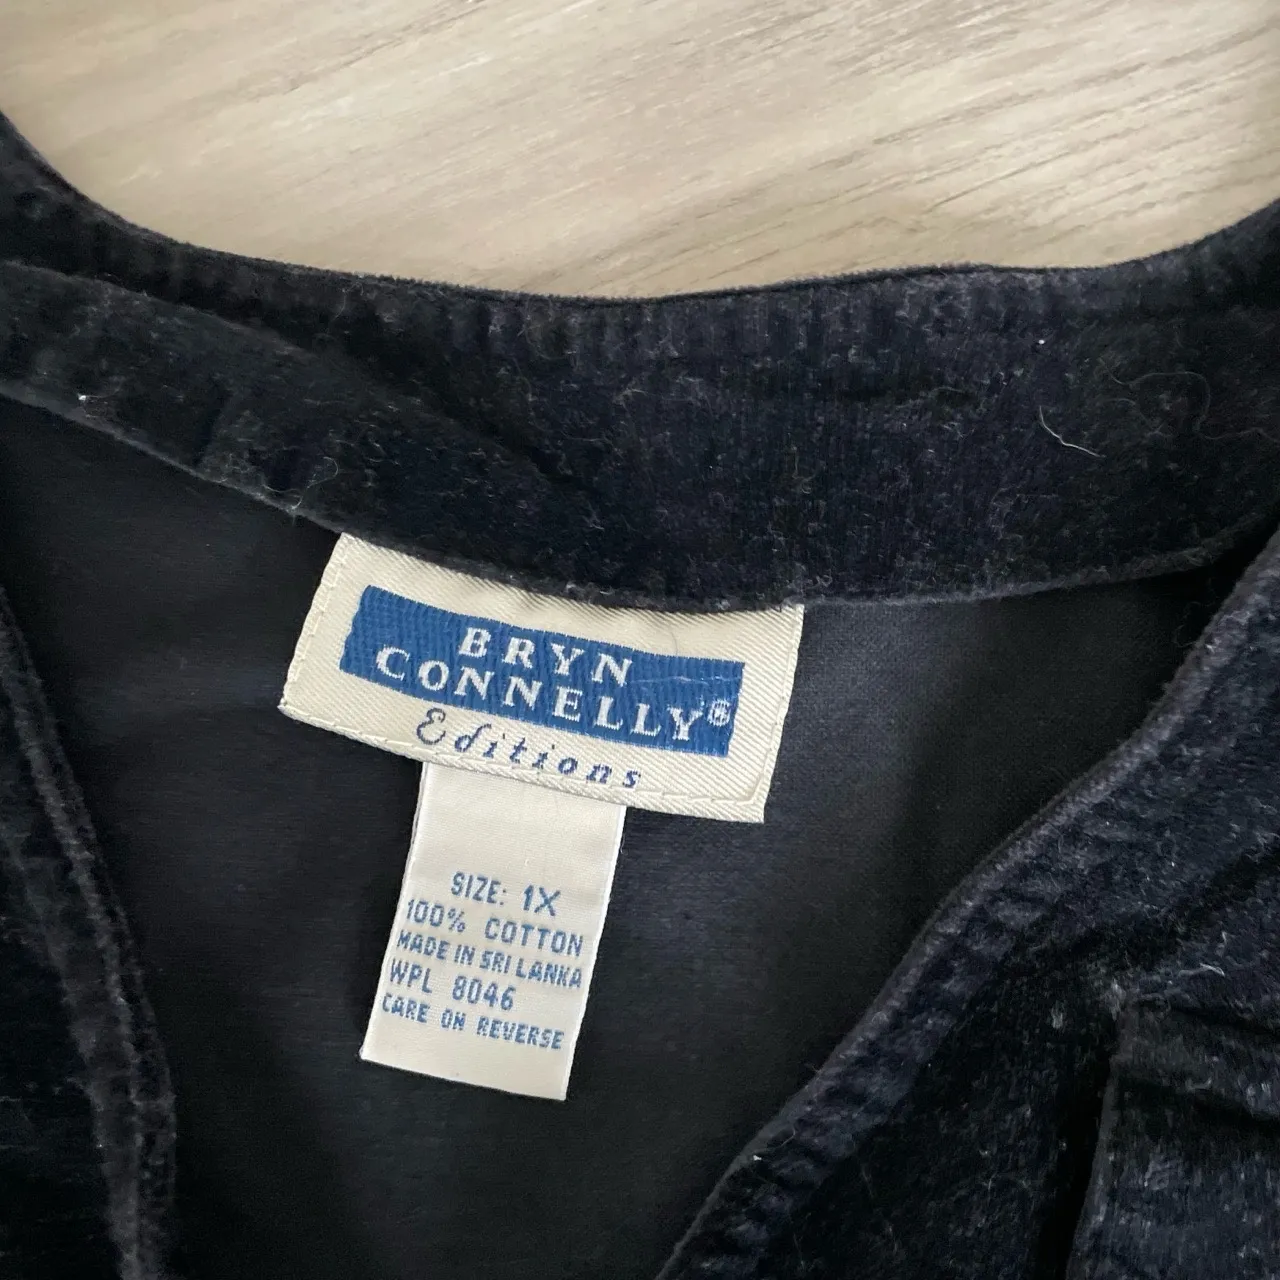 BRYN
CONNELLY®
Editions
SIZE: 1X
100% COTTON
MADE IN SRI LANKA
WPL 8046
CARE ON REVERSE